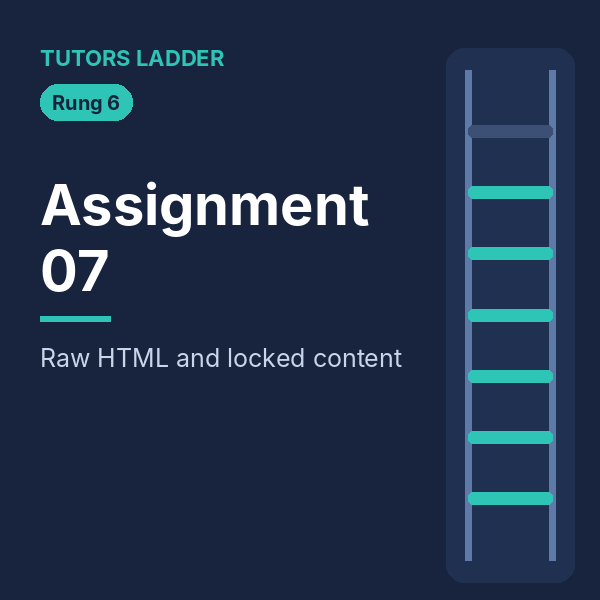 TUTORS LADDER
Rung 6
Assignment
07
Raw HTML and locked content